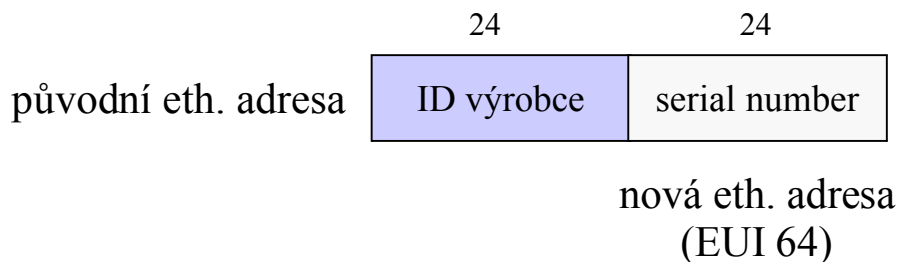 24 24
původní eth. adresa ID výrobce serial number
nová eth. adresa
(EUI 64)